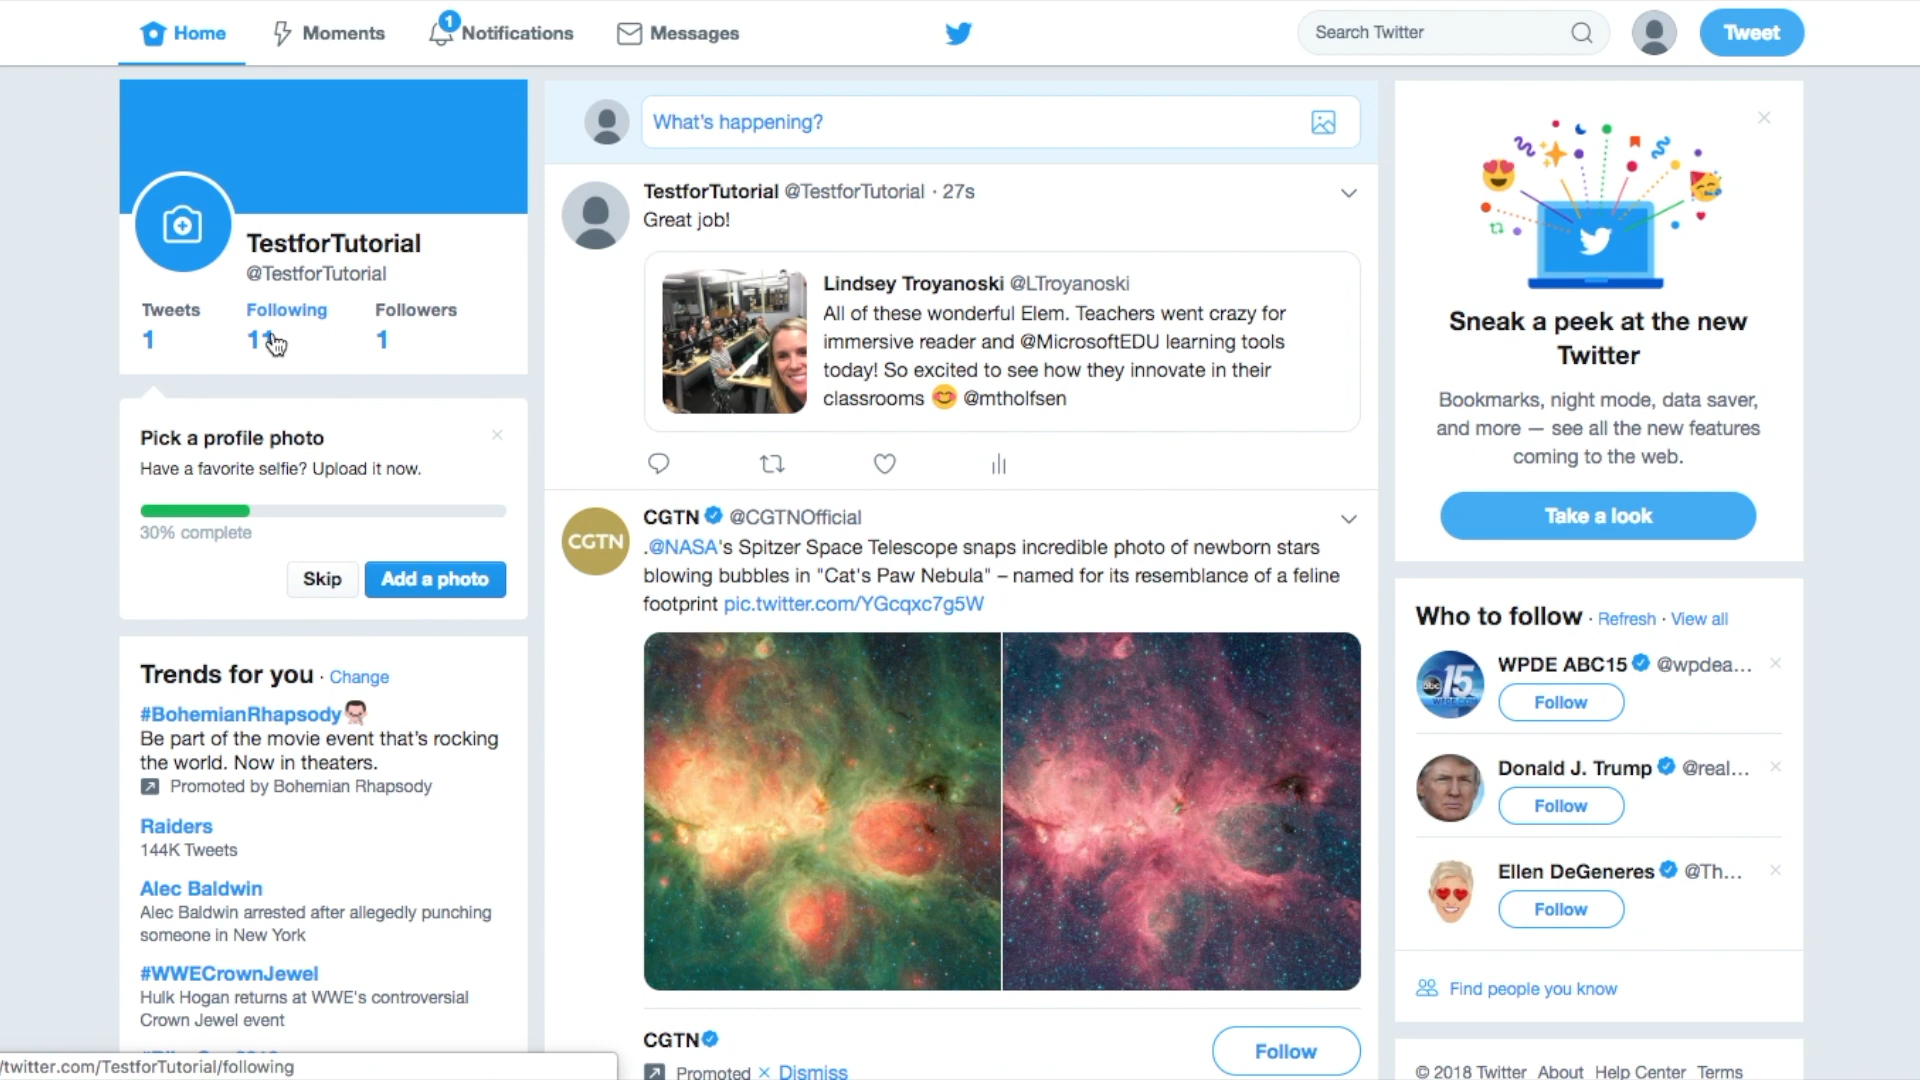 Home
Moments
1
Notifications
Messages
Search Twitter
Tweet
TestforTutorial
@TestforTutorial
Tweets Following Followers
1 11 1
Pick a profile photo
Have a favorite selfie? Upload it now.
30% complete
Skip
Add a photo
Trends for you · Change
#BohemianRhapsody
Be part of the movie event that's rocking
the world. Now in theaters.
Promoted by Bohemian Rhapsody
Raiders
144K Tweets
Alec Baldwin
Alec Baldwin arrested after allegedly punching
someone in New York
#WWECrownJewel
Hulk Hogan returns at WWE's controversial
Crown Jewel event
/twitter.com/TestforTutorial/following
What's happening?
TestforTutorial @TestforTutorial · 27s
Great job!
Lindsey Troyanoski @LTroyanoski
All of these wonderful Elem. Teachers went crazy for
immersive reader and @MicrosoftEDU learning tools
today! So excited to see how they innovate in their
classrooms 😊 @mtholfsen
CGTN
CGTN @CGTNOfficial
.@NASA's Spitzer Space Telescope snaps incredible photo of newborn stars
blowing bubbles in "Cat's Paw Nebula" – named for its resemblance of a feline
footprint pic.twitter.com/YGcqxc7g5W
CGTN
Promoted × Dismiss
Follow
Sneak a peek at the new
Twitter
Bookmarks, night mode, data saver,
and more — see all the new features
coming to the web.
Take a look
Who to follow · Refresh · View all
abc 15
WPDE ABC15 @wpdea...
Follow
Donald J. Trump @real...
Follow
Ellen DeGeneres @Th...
Follow
Find people you know
© 2018 Twitter About Help Center Terms